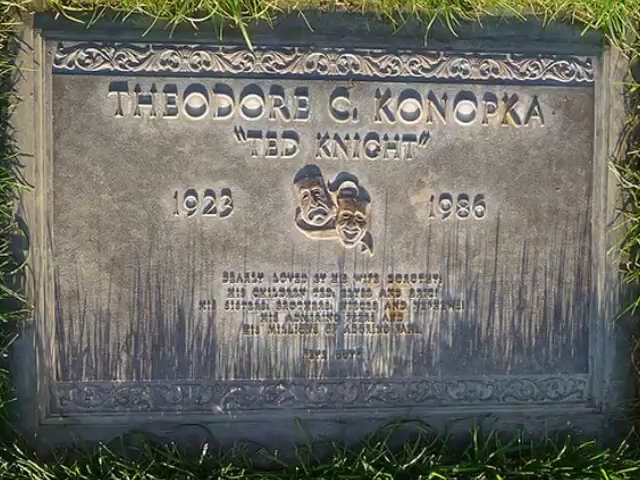 THEODORE C. KONOPKA
"TED KNIGHT"
1923
1986
DEARLY LOVED BY HIS WIFE DOROTHY;
HIS CHILDREN TED, ELYSE AND ERIC;
HIS SISTERS, BROTHERS, NIECES AND NEPHEWS;
HIS ADMIRING PEERS AND
HIS MILLIONS OF ADORING FANS.